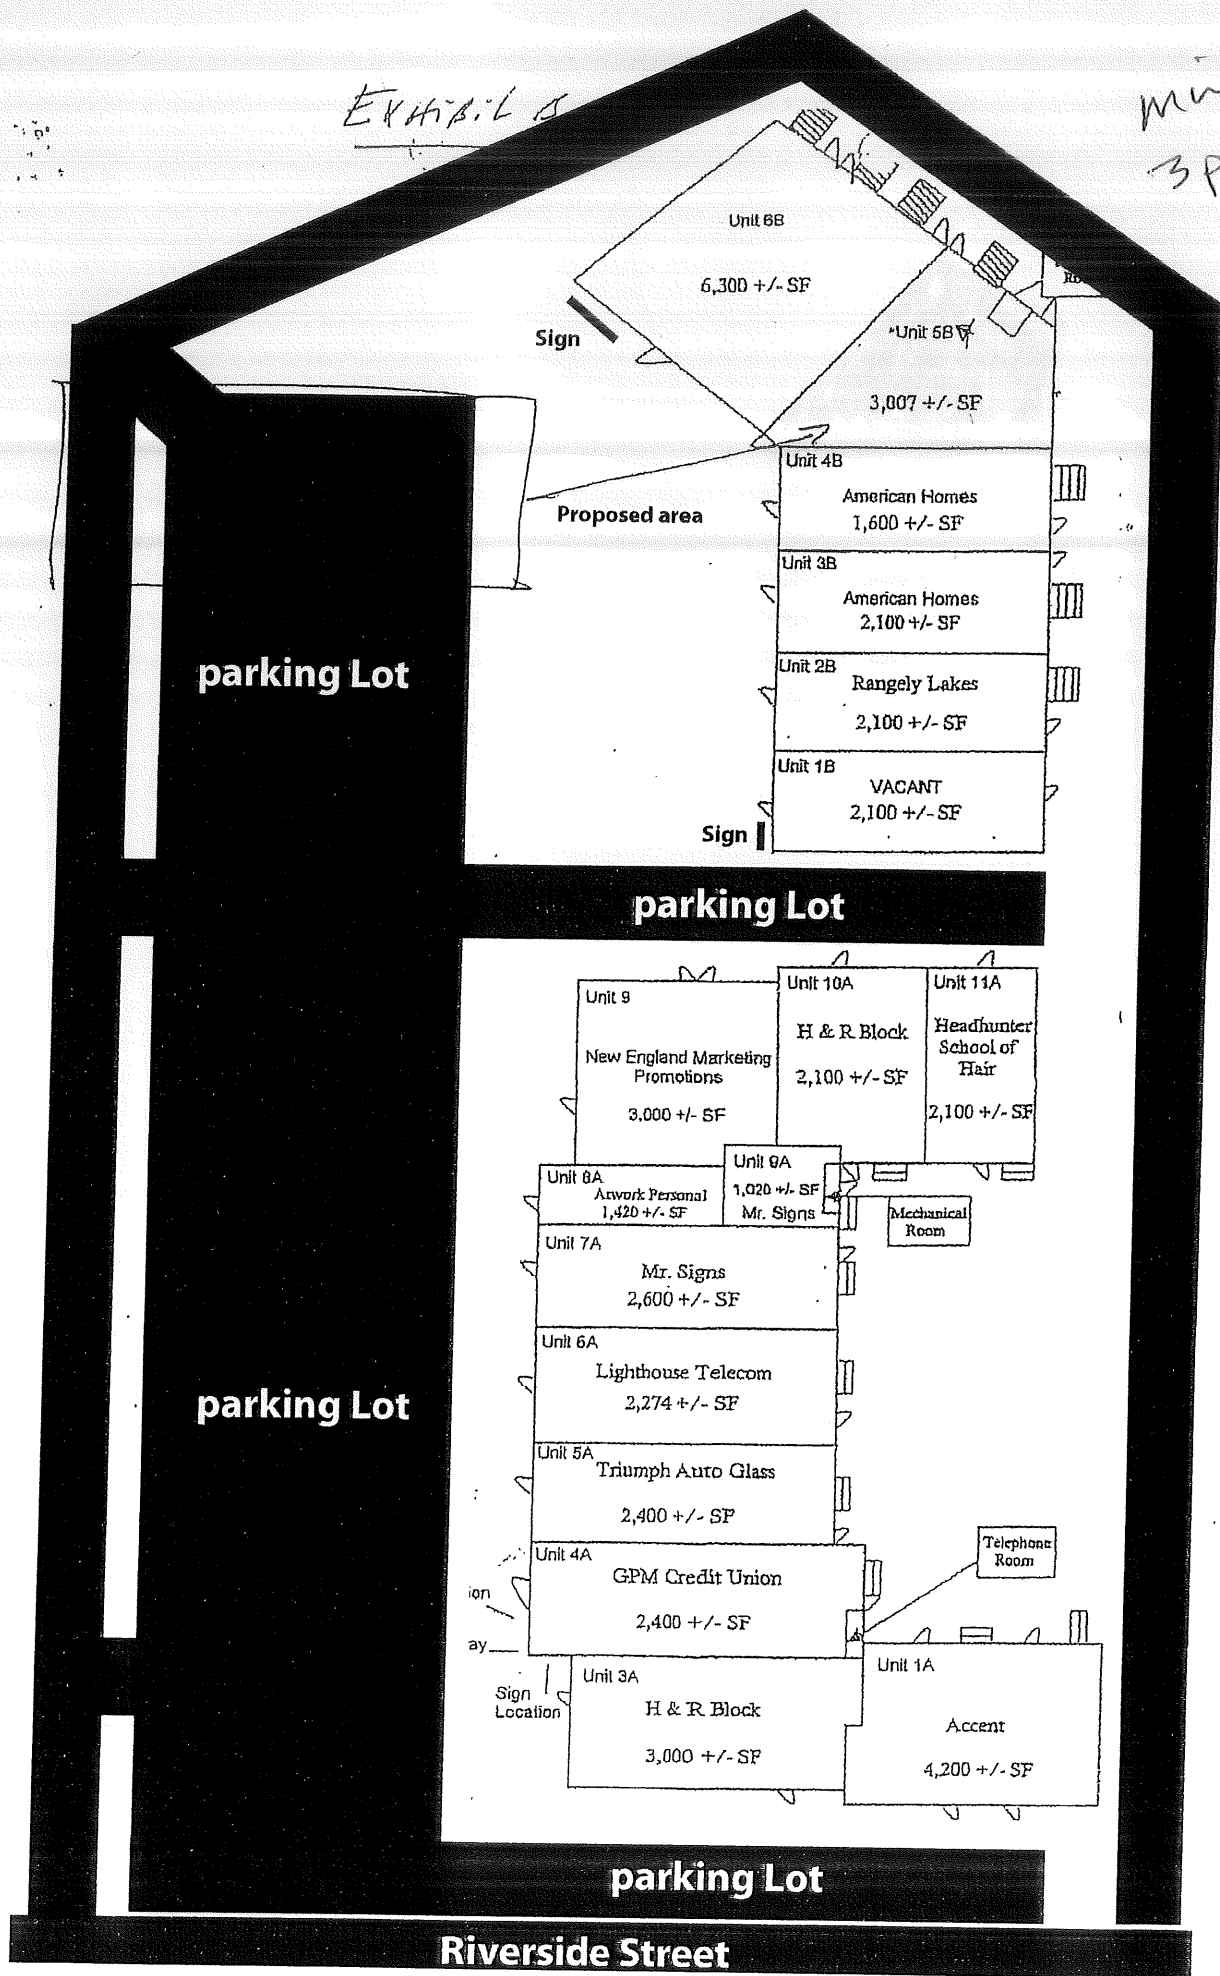 Exhibit B
3 P
Unit 6B
6,300 +/- SF
Sign
Unit 5B
3,007 +/- SF
Proposed area
Unit 4B
American Homes
1,600 +/- SF
Unit 3B
American Homes
2,100 +/- SF
Unit 2B
Rangely Lakes
2,100 +/- SF
Unit 1B
VACANT
2,100 +/- SF
Sign
parking Lot
parking Lot
Unit 9
New England Marketing
Promotions
3,000 +/- SF
Unit 10A
H & R Block
2,100 +/- SF
Unit 11A
Headhunter
School of
Hair
2,100 +/- SF
Unit 8A
Anwork Personal
1,420 +/- SF
Unit 9A
1,020 +/- SF
Mr. Signs
Mechanical
Room
Unit 7A
Mr. Signs
2,600 +/- SF
Unit 6A
Lighthouse Telecom
2,274 +/- SF
parking Lot
Unit 5A
Triumph Auto Glass
2,400 +/- SF
Unit 4A
GPM Credit Union
2,400 +/- SF
Telephone
Room
ion
ay
Sign
Location
Unit 3A
H & R Block
3,000 +/- SF
Unit 1A
Accent
4,200 +/- SF
parking Lot
Riverside Street